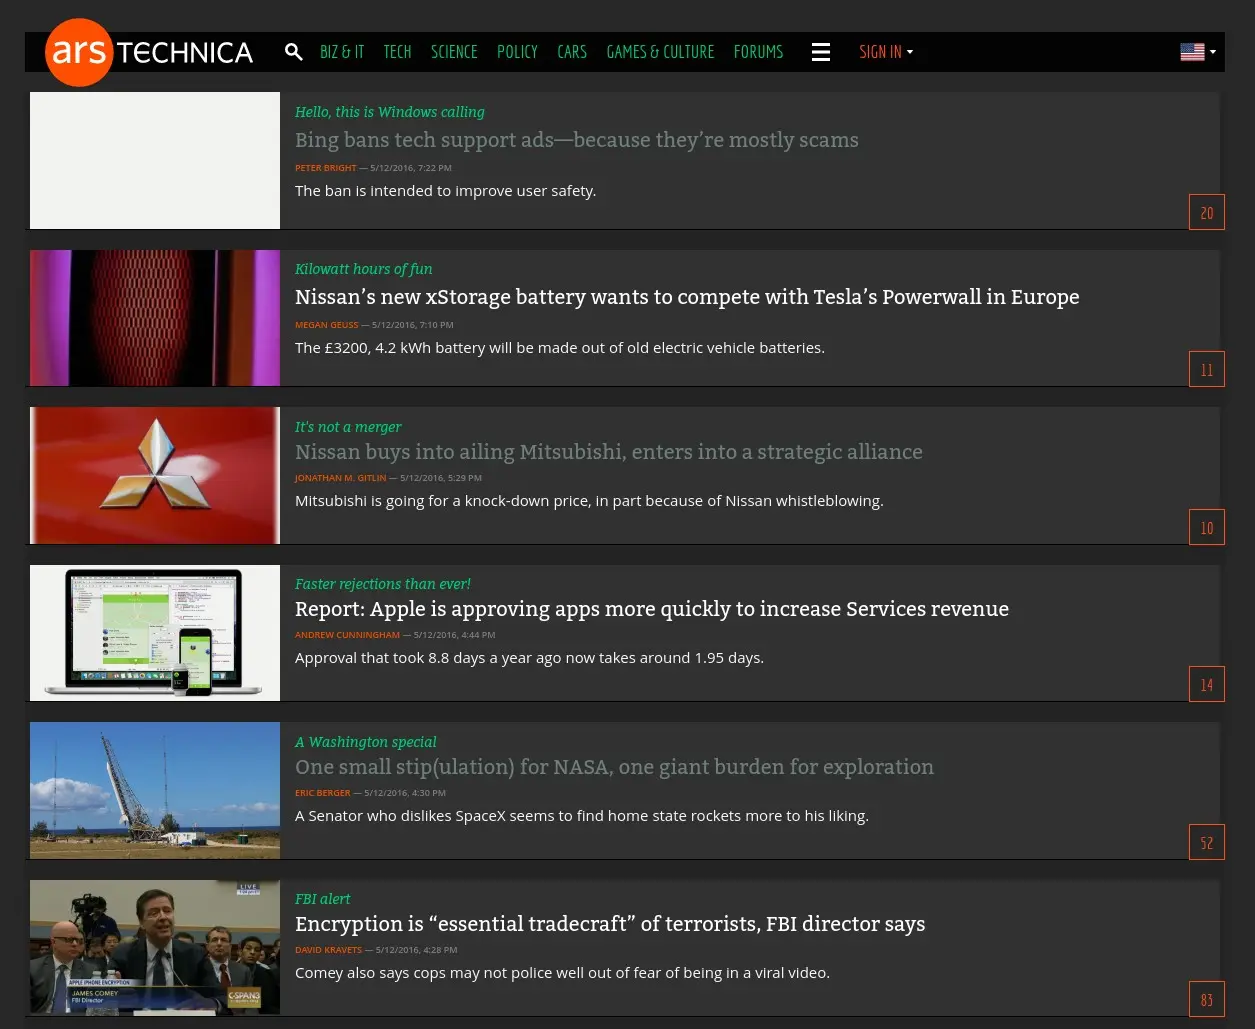 ars TECHNICA BIZ & IT TECH SCIENCE POLICY CARS GAMES & CULTURE FORUMS SIGN IN
Hello, this is Windows calling
Bing bans tech support ads—because they’re mostly scams
PETER BRIGHT — 5/12/2016, 7:22 PM
The ban is intended to improve user safety.
20
Kilowatt hours of fun
Nissan’s new xStorage battery wants to compete with Tesla’s Powerwall in Europe
MEGAN GEUSS — 5/12/2016, 7:10 PM
The £3200, 4.2 kWh battery will be made out of old electric vehicle batteries.
11
It's not a merger
Nissan buys into ailing Mitsubishi, enters into a strategic alliance
JONATHAN M. GITLIN — 5/12/2016, 5:29 PM
Mitsubishi is going for a knock-down price, in part because of Nissan whistleblowing.
10
Faster rejections than ever!
Report: Apple is approving apps more quickly to increase Services revenue
ANDREW CUNNINGHAM — 5/12/2016, 4:44 PM
Approval that took 8.8 days a year ago now takes around 1.95 days.
14
A Washington special
One small stip(ulation) for NASA, one giant burden for exploration
ERIC BERGER — 5/12/2016, 4:30 PM
A Senator who dislikes SpaceX seems to find home state rockets more to his liking.
52
LIVE
APPLE IPHONE ENCRYPTION
JAMES COMEY
FBI Director
C-SPAN3
FBI alert
Encryption is “essential tradecraft” of terrorists, FBI director says
DAVID KRAVETS — 5/12/2016, 4:28 PM
Comey also says cops may not police well out of fear of being in a viral video.
83